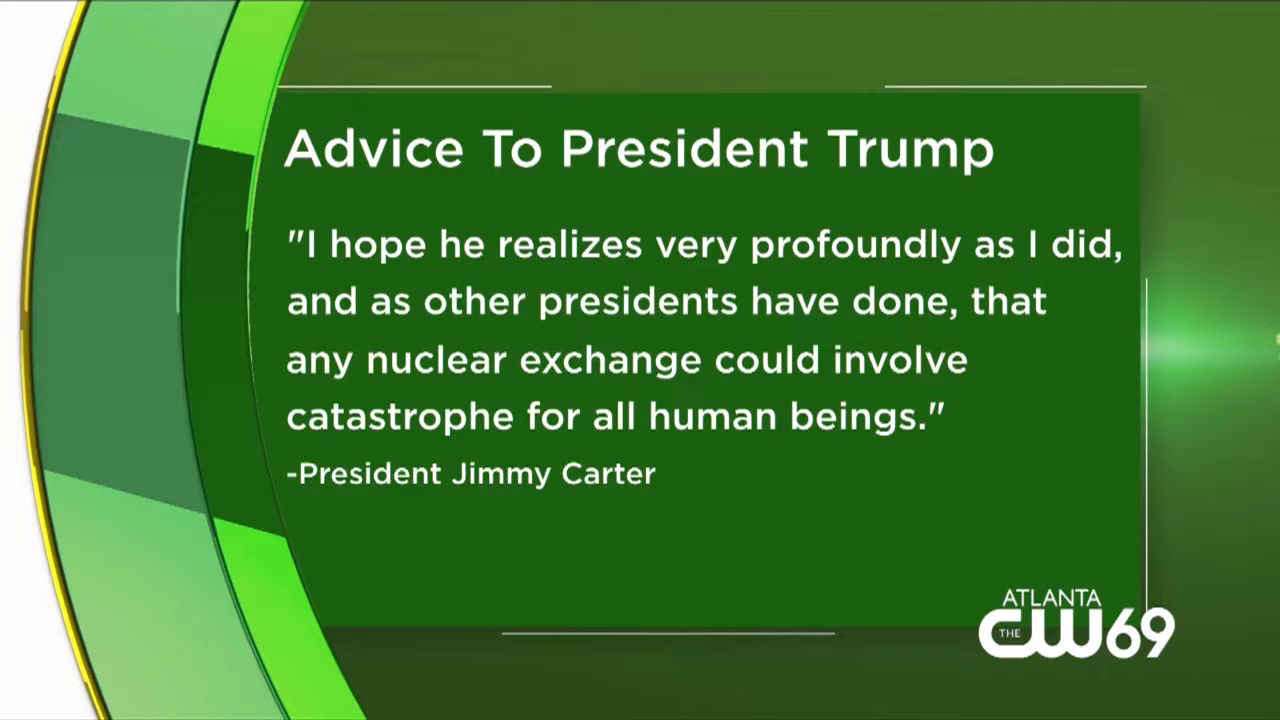 Advice To President Trump
"I hope he realizes very profoundly as I did,
and as other presidents have done, that
any nuclear exchange could involve
catastrophe for all human beings."
-President Jimmy Carter
ATLANTA
THE CW69